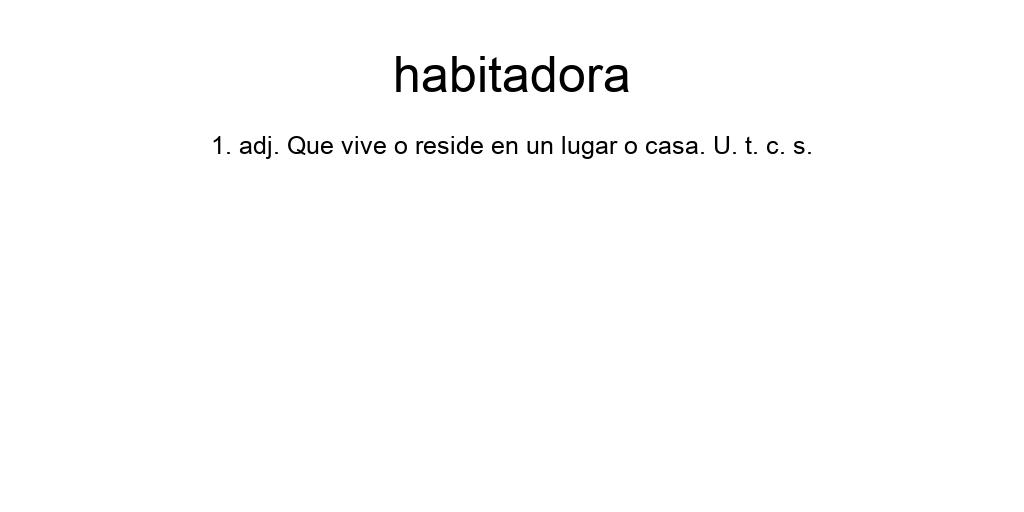 habitadora
1. adj. Que vive o reside en un lugar o casa. U. t. c. s.